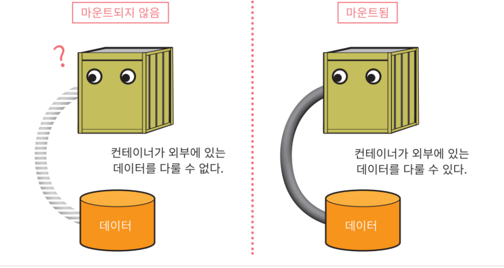 마운트되지 않음
?
컨테이너가 외부에 있는
데이터를 다룰 수 없다.
데이터
마운트됨
컨테이너가 외부에 있는
데이터를 다룰 수 있다.
데이터